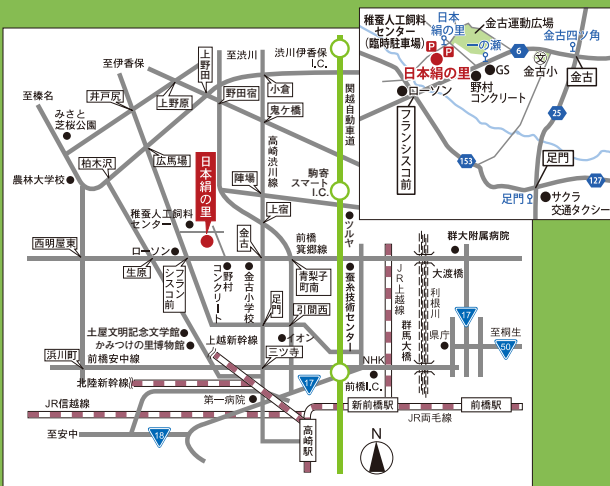 稚蚕人工飼料
センター
(臨時駐車場)
日本
絹の里
金古運動広場
一の瀬
金古四ツ角
P
P
6
文
日本絹の里
GS
金古小
野村
コンクリート
金古
ローソン
フランシスコ前
25
153
足門
127
足門
サクラ
交通タクシー
至渋川
渋川伊香保
I.C.
上野田
至伊香保
至榛名
井戸尻
上野原
野田宿
小倉
鬼ケ橋
関越自動車道
みさと
芝桜公園
柏木沢
広馬場
高崎渋川線
日本絹の里
農林大学校
陣場
駒寄
スマート
I.C.
稚蚕人工飼料
センター
上宿
ツルヤ
西明屋東
ローソン
金古
前橋
箕郷線
群大附属病院
生原
フランシスコ前
野村コンクリート
金古小学校
青梨子町南
蚕糸技術センター
JR上越線
大渡橋
利根川
群馬大橋
足門
引間西
17
至桐生
土屋文明記念文学館
かみつけの里博物館
上越新幹線
イオン
県庁
50
浜川町
前橋安中線
三ツ寺
NHK
北陸新幹線
17
前橋I.C.
JR信越線
第一病院
新前橋駅
前橋駅
JR両毛線
至安中
18
高崎駅
N